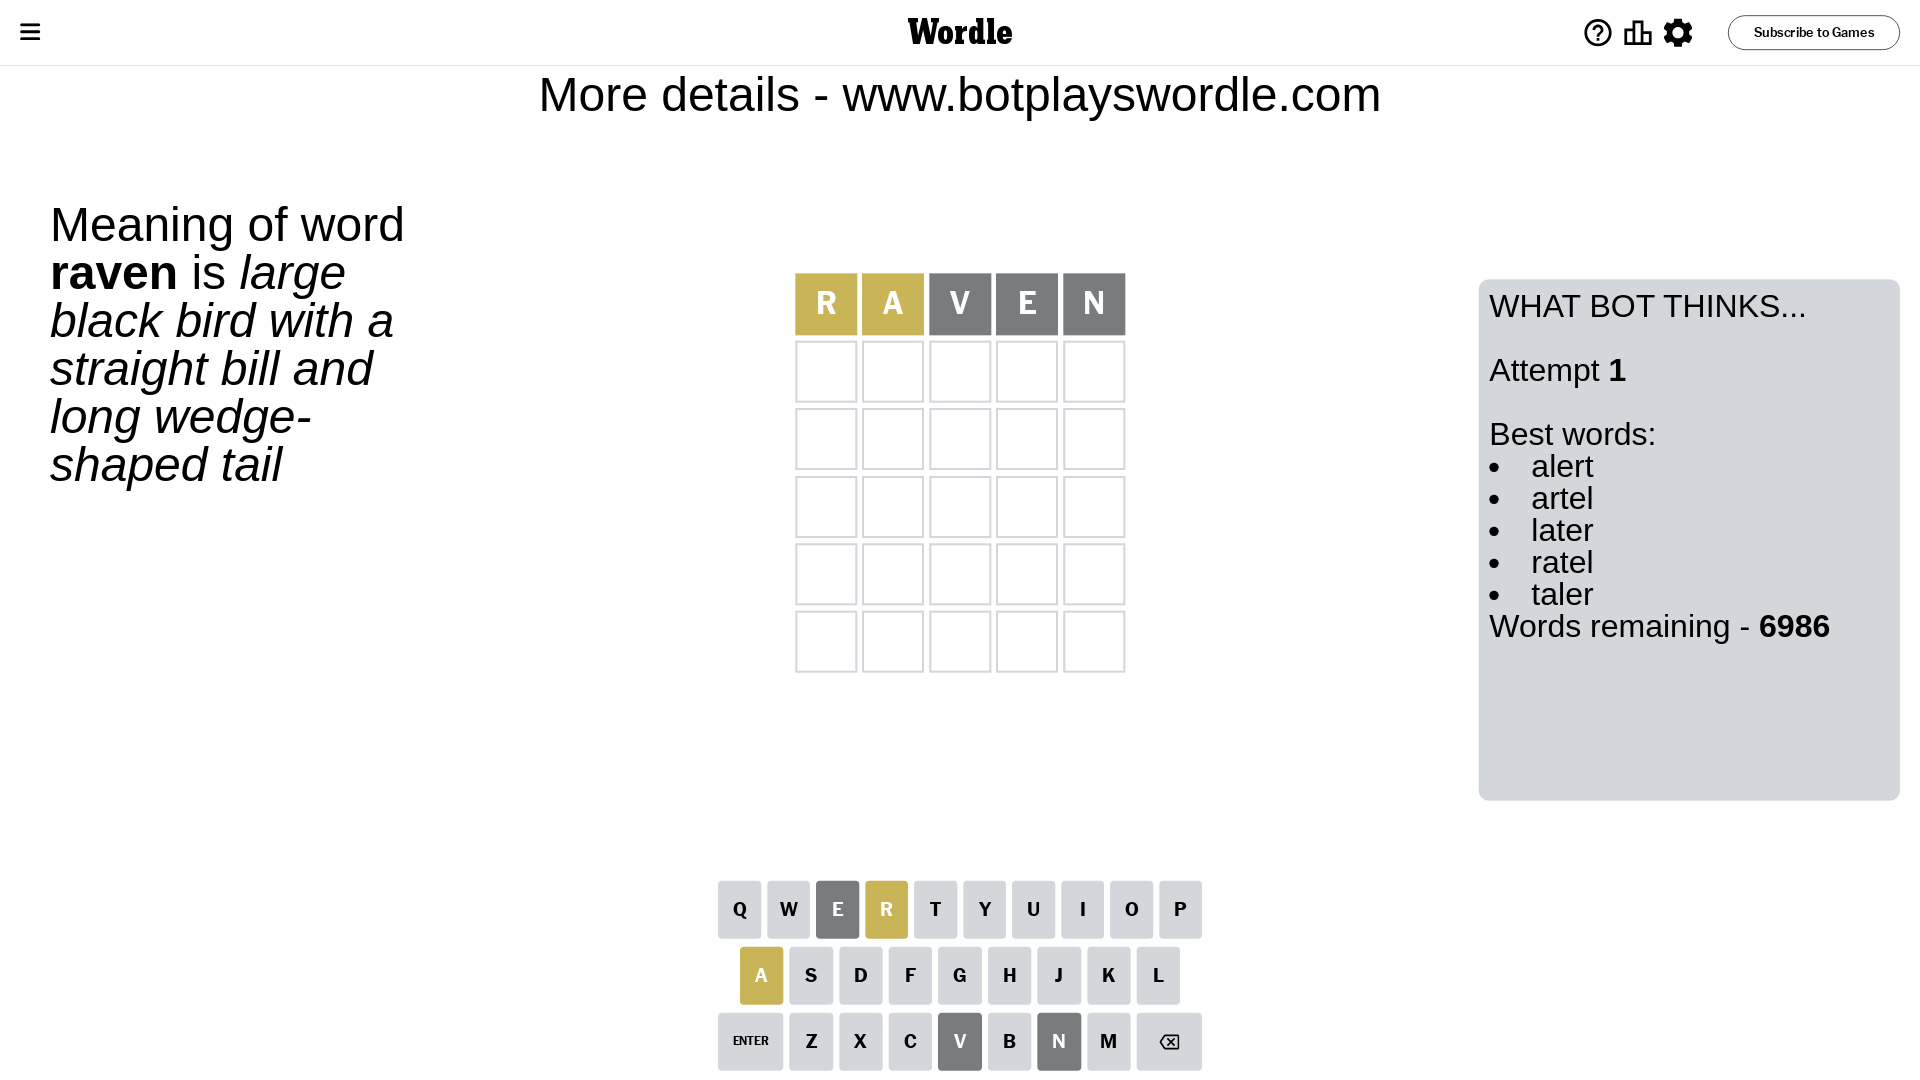 Wordle
Subscribe to Games
More details - www.botplayswordle.com
Meaning of word
raven is large
black bird with a
straight bill and
long wedge-
shaped tail
R A V E N
WHAT BOT THINKS...
Attempt 1
Best words:
• alert
• artel
• later
• ratel
• taler
Words remaining - 6986
Q W E R T Y U I O P
A S D F G H J K L
ENTER Z X C V B N M